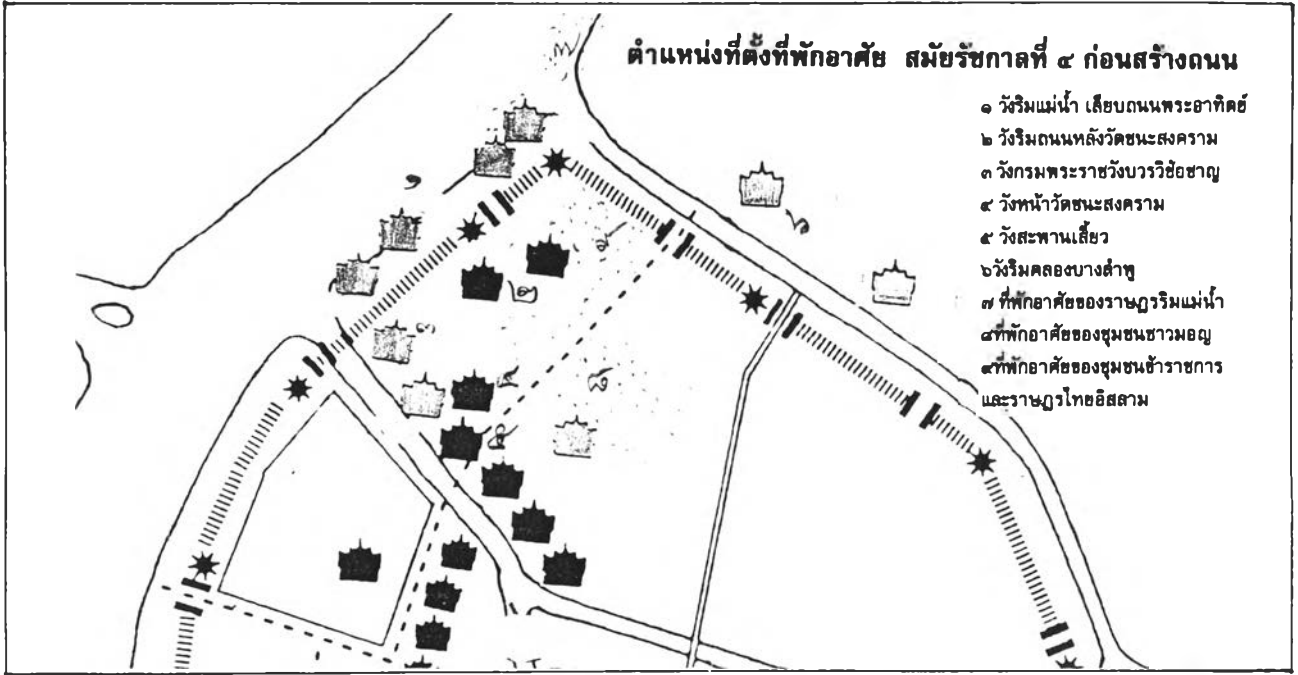 ตำแหน่งที่ตั้งที่พักอาศัย สมัยรัชกาลที่ ๔ ก่อนสร้างถนน
๑ วังริมแม่น้ำ เลียบถนนพระอาทิตย์
๒ วังริมถนนหลังวัดชนะสงคราม
๓ วังกรมพระราชวังบวรวิชัยชาญ
๔ วังหน้าวัดชนะสงคราม
๕ วังสะพานเสี้ยว
๖วังริมคลองบางลำพู
๗ ที่พักอาศัยของราษฎรริมแม่น้ำ
๘ที่พักอาศัยของชุมชนชาวมอญ
๙ที่พักอาศัยของชุมชนข้าราชการ
และราษฎรไทยอิสลาม
๗
๑
๖
๙
๒
๓
๔
๘
๕